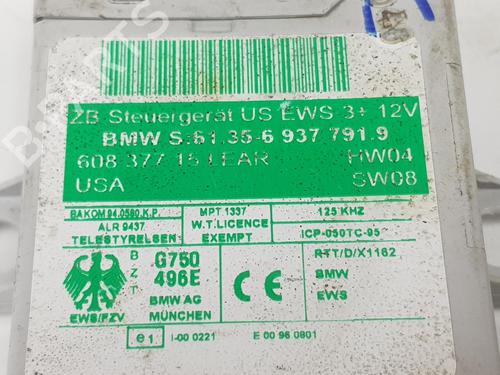 ZB Steuergerät US EWS 3+ 12V
BMW S:61.35-6 937 791.9
608 377 15 LEAR HW04
USA SW08
BAKOM 94.0580.K.P. MPT 1337 125 KHZ
ALR 9437 W.T.LICENCE
TELESTYRELSEN EXEMPT ICP-050TC-95
B Z T G750 496E
BMW AG MÜNCHEN
CE
RTT/D/X1162
BMW
EWS
EWS/FZV
e1 I-00 0221 E 00 96 0801
B-PARTS